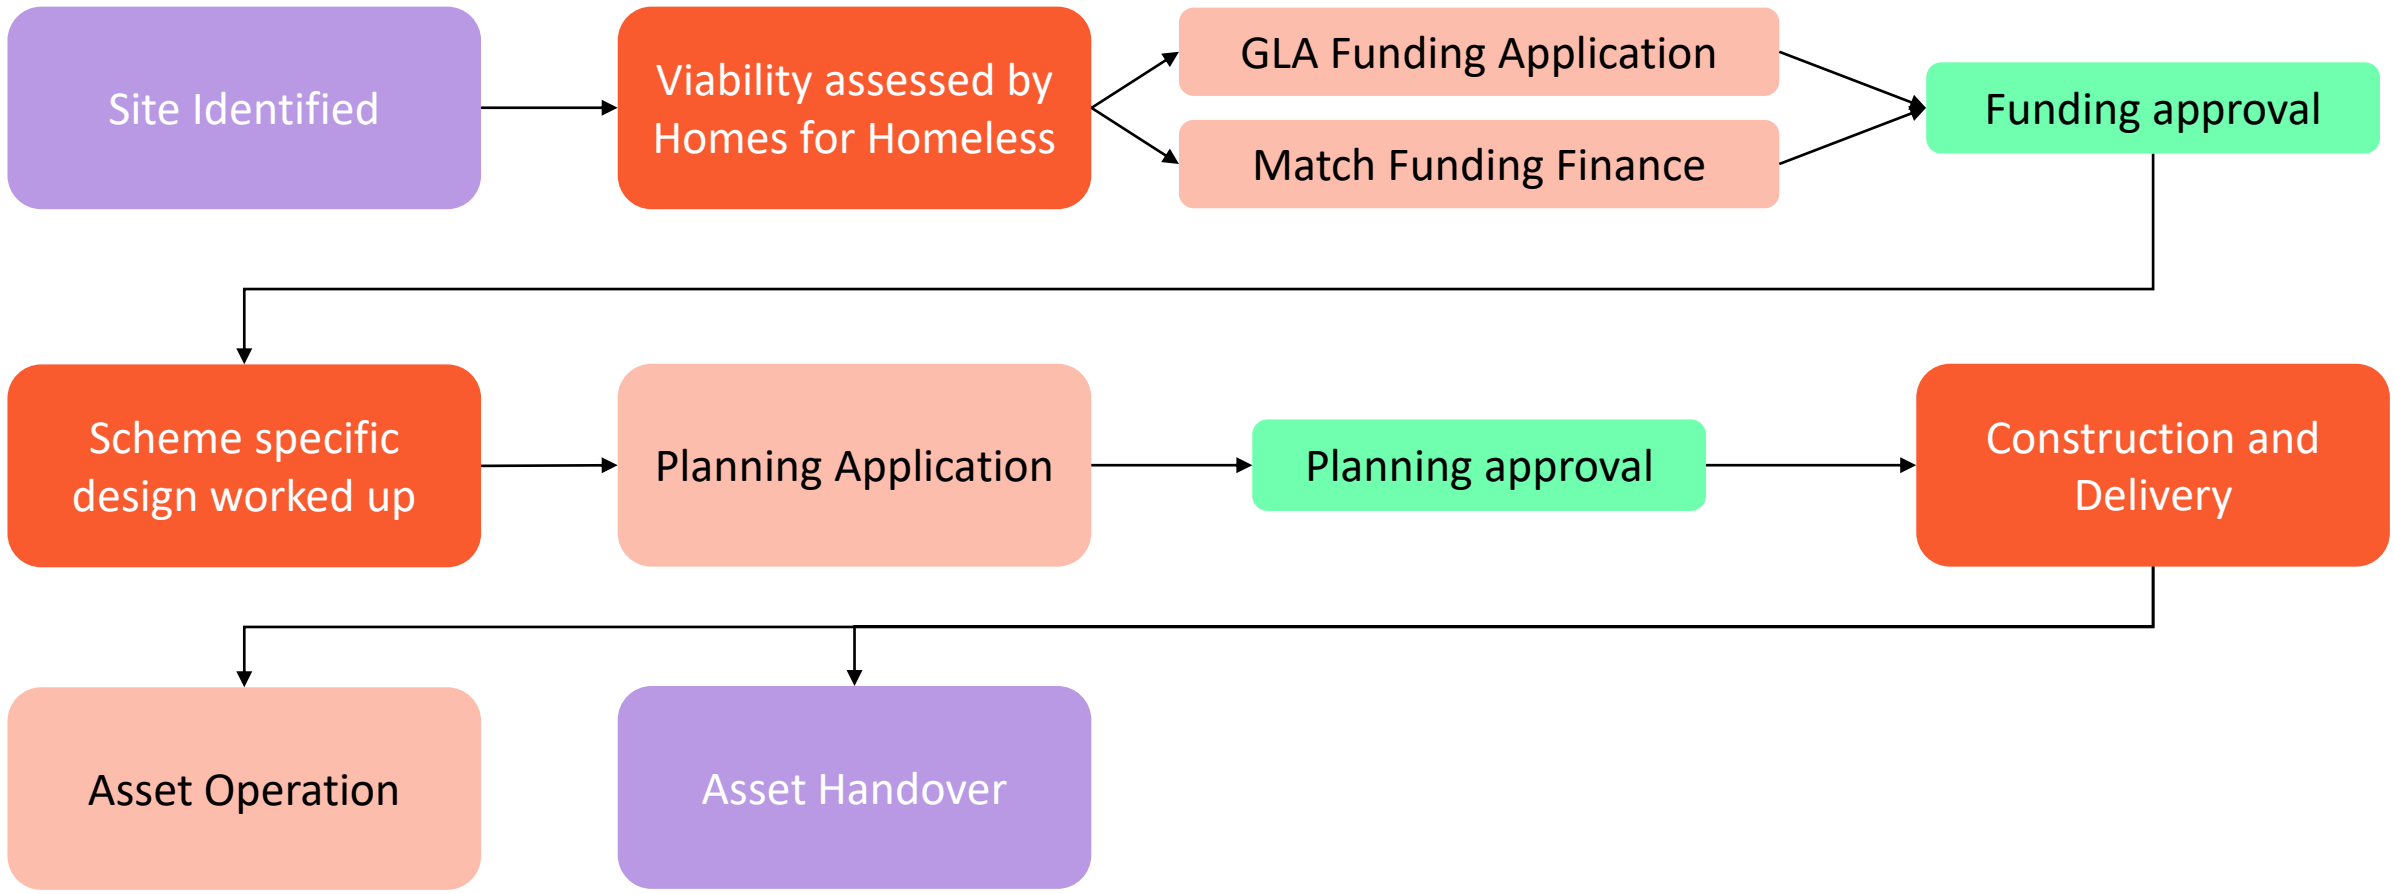 Site Identified
Viability assessed by
Homes for Homeless
GLA Funding Application
Match Funding Finance
Funding approval
Scheme specific
design worked up
Planning Application
Planning approval
Construction and
Delivery
Asset Operation
Asset Handover